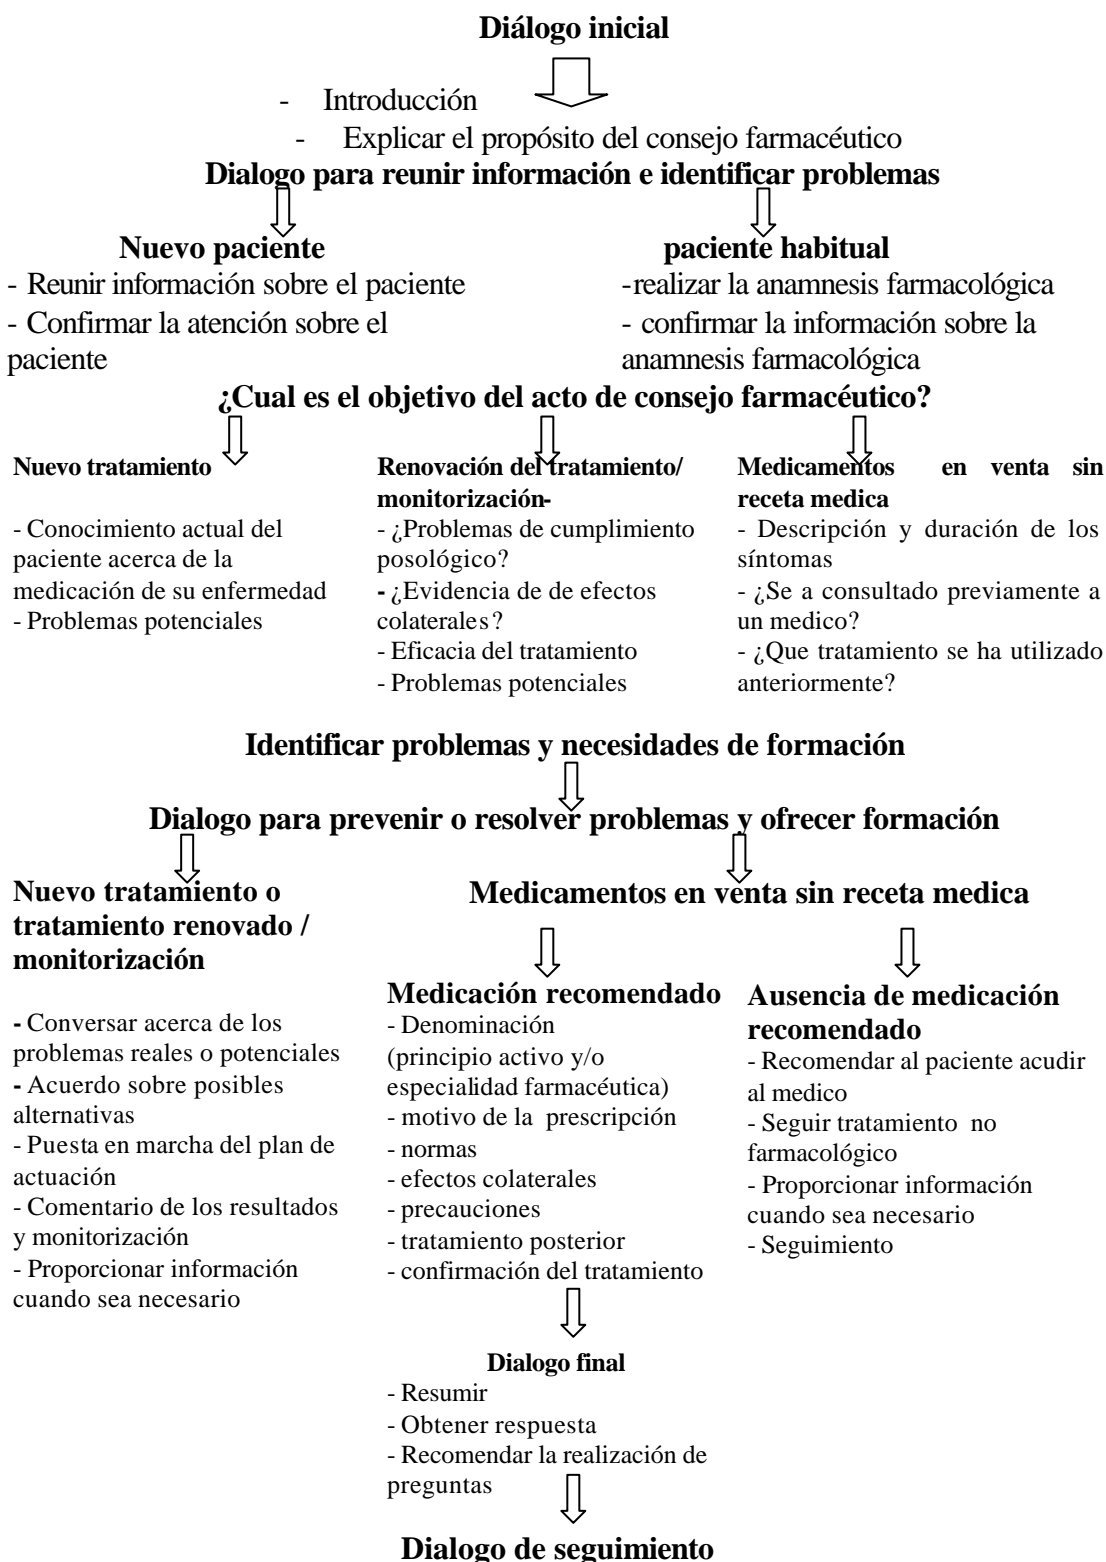 Diálogo inicial
- Introducción
- Explicar el propósito del consejo farmacéutico
Dialogo para reunir información e identificar problemas
Nuevo paciente
- Reunir información sobre el paciente
- Confirmar la atención sobre el
paciente
paciente habitual
-realizar la anamnesis farmacológica
- confirmar la información sobre la
anamnesis farmacológica
¿Cual es el objetivo del acto de consejo farmacéutico?
Nuevo tratamiento
- Conocimiento actual del
paciente acerca de la
medicación de su enfermedad
- Problemas potenciales
Renovación del tratamiento/
monitorización-
- ¿Problemas de cumplimiento
posológico?
- ¿Evidencia de de efectos
colaterales?
- Eficacia del tratamiento
- Problemas potenciales
Medicamentos en venta sin
receta medica
- Descripción y duración de los
síntomas
- ¿Se a consultado previamente a
un medico?
- ¿Que tratamiento se ha utilizado
anteriormente?
Identificar problemas y necesidades de formación
Dialogo para prevenir o resolver problemas y ofrecer formación
Nuevo tratamiento o
tratamiento renovado /
monitorización
- Conversar acerca de los
problemas reales o potenciales
- Acuerdo sobre posibles
alternativas
- Puesta en marcha del plan de
actuación
- Comentario de los resultados
y monitorización
- Proporcionar información
cuando sea necesario
Medicamentos en venta sin receta medica
Medicación recomendado
- Denominación
(principio activo y/o
especialidad farmacéutica)
- motivo de la prescripción
- normas
- efectos colaterales
- precauciones
- tratamiento posterior
- confirmación del tratamiento
Ausencia de medicación
recomendado
- Recomendar al paciente acudir
al medico
- Seguir tratamiento no
farmacológico
- Proporcionar información
cuando sea necesario
- Seguimiento
Dialogo final
- Resumir
- Obtener respuesta
- Recomendar la realización de
preguntas
Dialogo de seguimiento